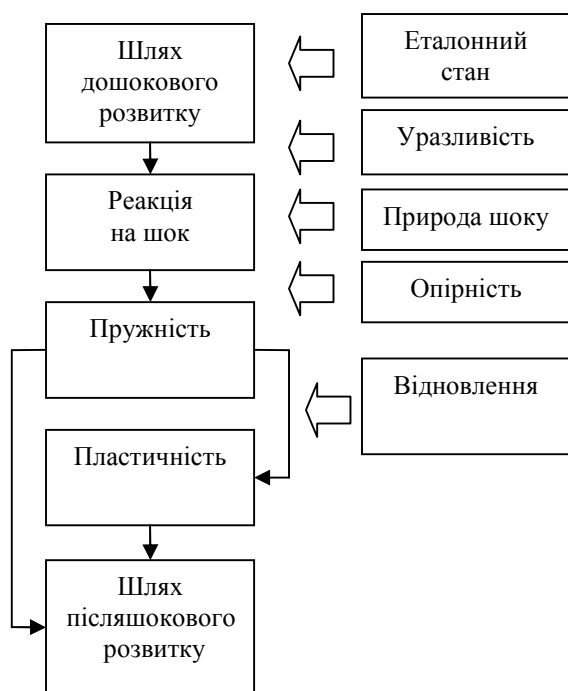 Шлях
дошокового
розвитку
Еталонний
стан
Уразливість
Реакція
на шок
Природа шоку
Опірність
Пружність
Відновлення
Пластичність
Шлях
післяшокового
розвитку